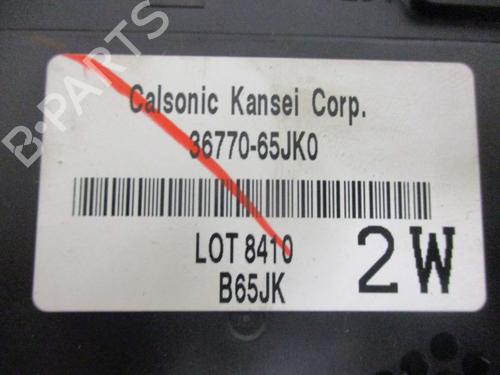 B-PARTS
Calsonic Kansei Corp.
36770-65JK0
LOT 8410
B65JK
2W